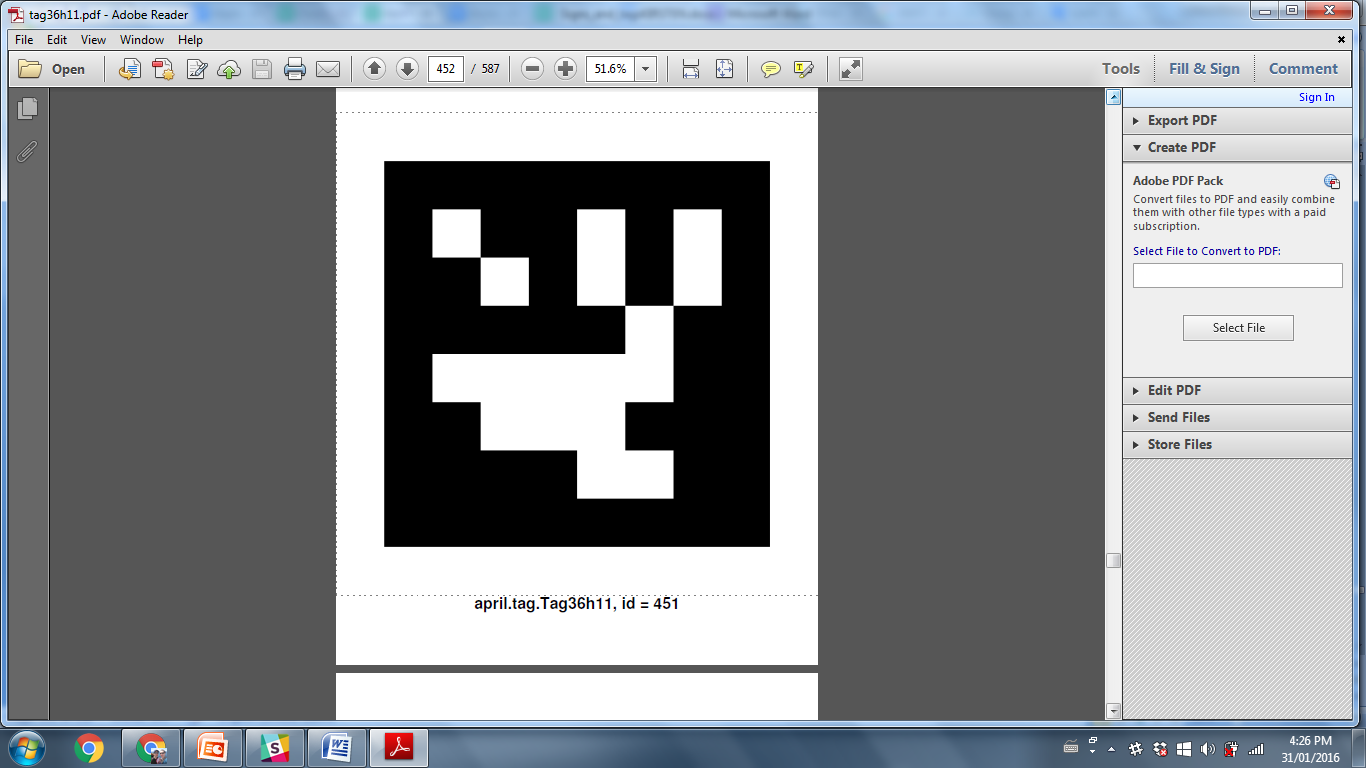 tag36h11.pdf - Adobe Reader
File Edit View Window Help
Open 452 / 587 51.6% Tools Fill & Sign Comment
Sign In
Export PDF
Create PDF
Adobe PDF Pack
Convert files to PDF and easily combine
them with other file types with a paid
subscription.
Select File to Convert to PDF:
Select File
Edit PDF
Send Files
Store Files
april.tag.Tag36h11, id = 451
4:26 PM
31/01/2016